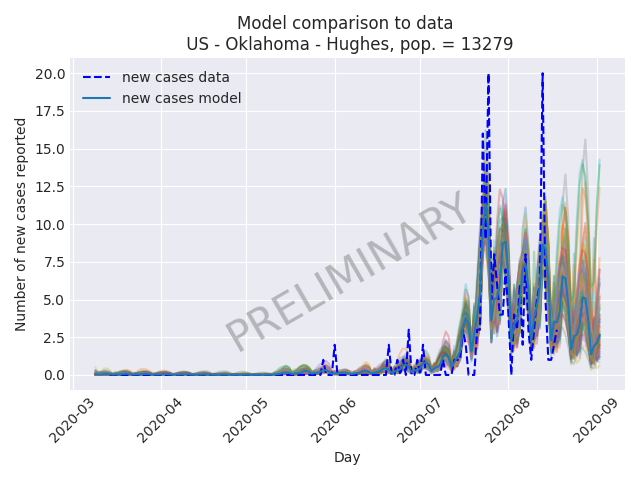 Model comparison to data
US - Oklahoma - Hughes, pop. = 13279
new cases data
new cases model
PRELIMINARY
Number of new cases reported
20.0
17.5
15.0
12.5
10.0
7.5
5.0
2.5
0.0
2020-03
2020-04
2020-05
2020-06
2020-07
2020-08
2020-09
Day